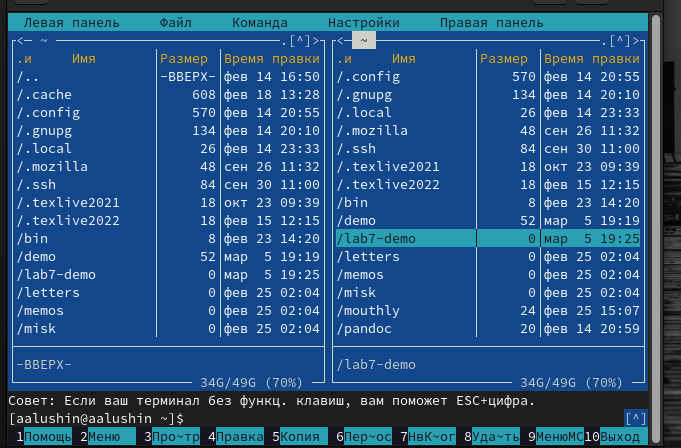 Левая панель Файл Команда Настройки Правая панель
<— ~ .[^]>
<— ~ .[^]>
.и Имя Размер Время правки .и Имя Размер Время правки
/.. -ВВЕРХ- фев 14 16:50 /.config 570 фев 14 20:55
/.cache 608 фев 18 13:28 /.gnupg 134 фев 14 20:10
/.config 570 фев 14 20:55 /.local 26 фев 14 23:33
/.gnupg 134 фев 14 20:10 /.mozilla 48 сен 26 11:32
/.local 26 фев 14 23:33 /.ssh 84 сен 30 11:00
/.mozilla 48 сен 26 11:32 /.texlive2021 18 окт 23 09:39
/.ssh 84 сен 30 11:00 /.texlive2022 18 фев 15 12:15
/.texlive2021 18 окт 23 09:39 /bin 8 фев 23 14:20
/.texlive2022 18 фев 15 12:15 /demo 52 мар 5 19:19
/bin 8 фев 23 14:20 /lab7-demo 0 мар 5 19:25
/demo 52 мар 5 19:19 /letters 0 фев 25 02:04
/lab7-demo 0 мар 5 19:25 /memos 0 фев 25 02:04
/letters 0 фев 25 02:04 /misk 0 фев 25 02:04
/memos 0 фев 25 02:04 /mouthly 24 фев 25 15:07
/misk 0 фев 25 02:04 /pandoc 20 фев 14 20:59
-ВВЕРХ- /lab7-demo
34G/49G (70%) 34G/49G (70%)
Совет: Если ваш терминал без функц. клавиш, вам поможет ESC+цифра.
[aalushin@aalushin ~]$ [^]
1Помощь 2Меню 3Про~тр 4Правка 5Копия 6Пер~ос 7НвК~ог 8Уда~ть 9МенюМС 10Выход